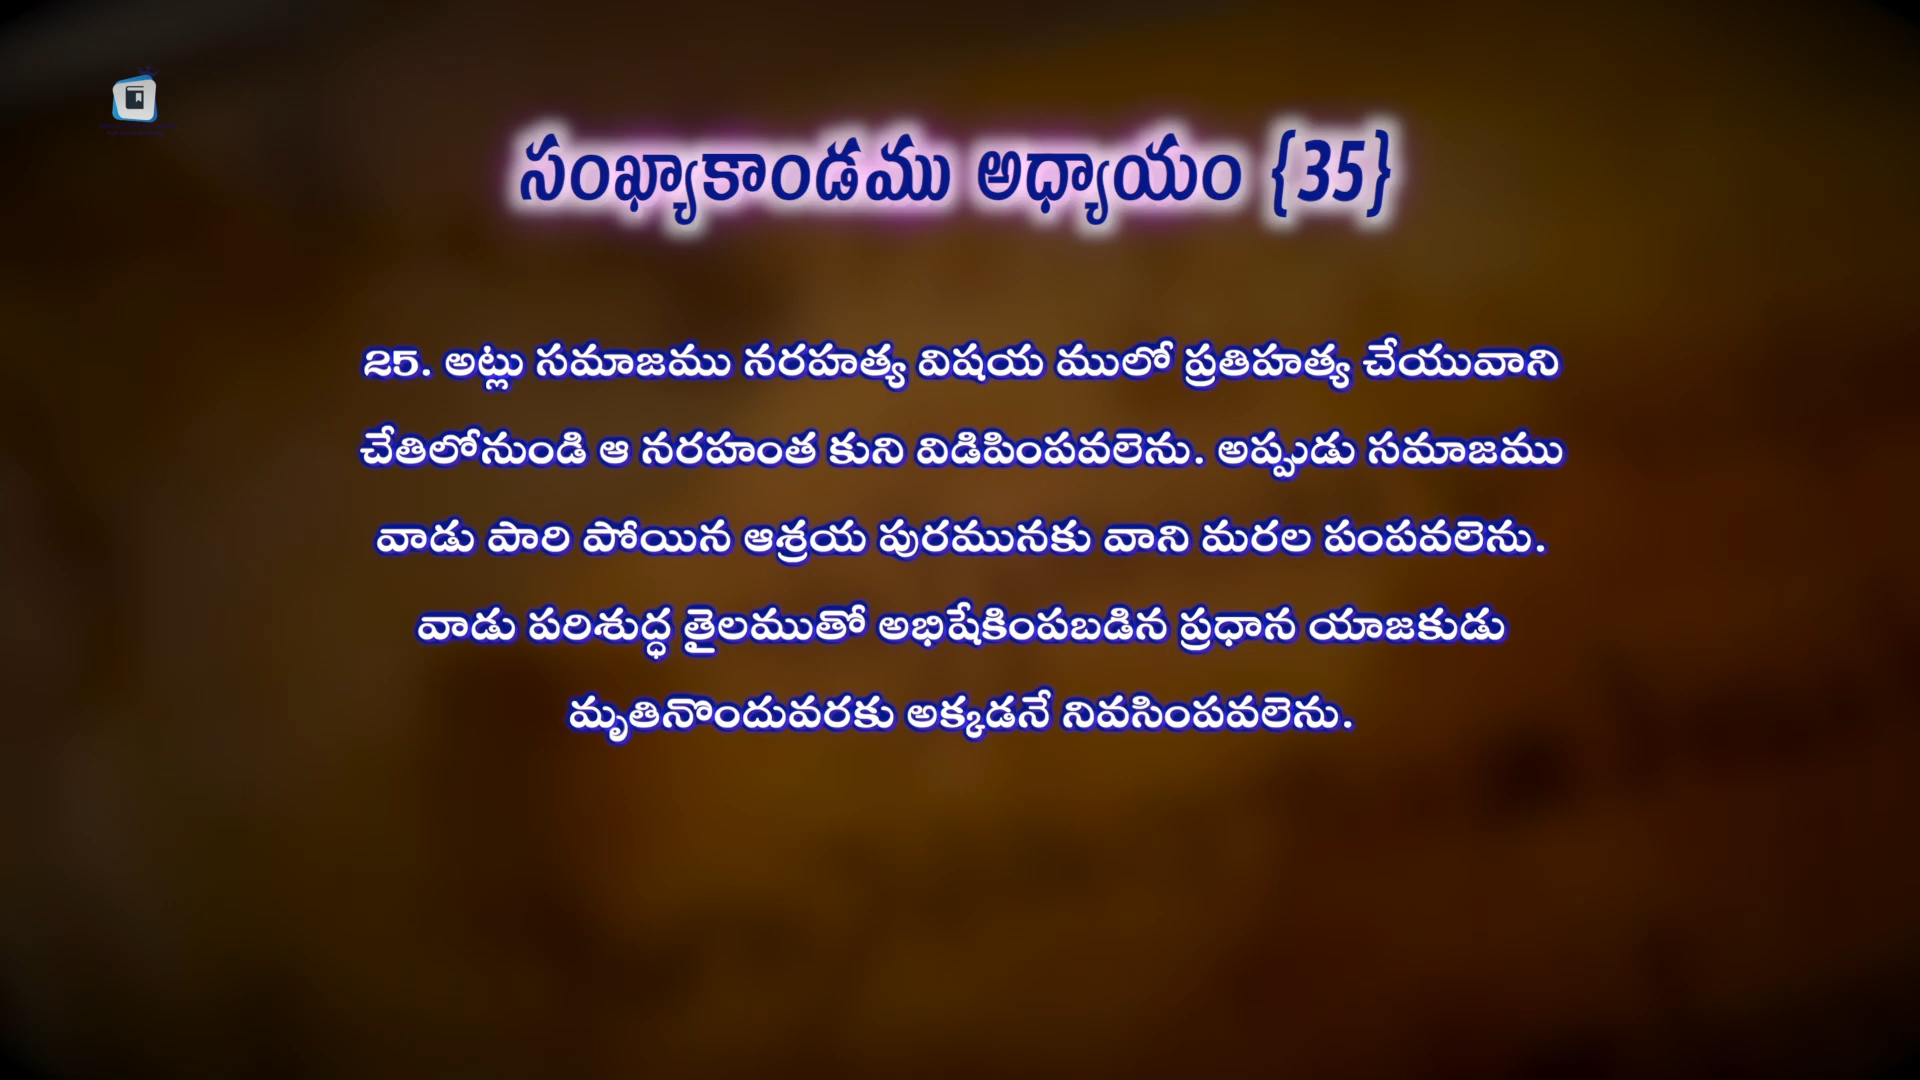 సంఖ్యాకాండము అధ్యాయం {35}
25. అట్లు సమాజము నరహత్య విషయ ములో ప్రతిహత్య చేయువాని
చేతిలోనుండి ఆ నరహంత కుని విడిపింపవలెను. అప్పుడు సమాజము
వాడు పారి పోయిన ఆశ్రయ పురమునకు వాని మరల పంపవలెను.
వాడు పరిశుద్ధ తైలముతో అభిషేకింపబడిన ప్రధాన యాజకుడు
మృతినొందువరకు అక్కడనే నివసింపవలెను.